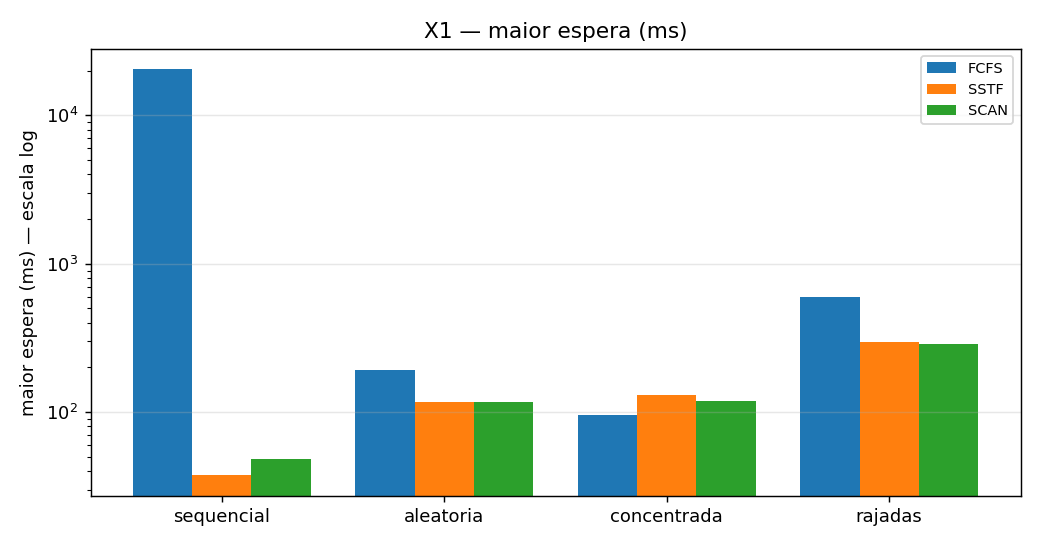 X1 — maior espera (ms)
maior espera (ms) — escala log
10^4
10^3
10^2
FCFS
SSTF
SCAN
sequencial
aleatoria
concentrada
rajadas